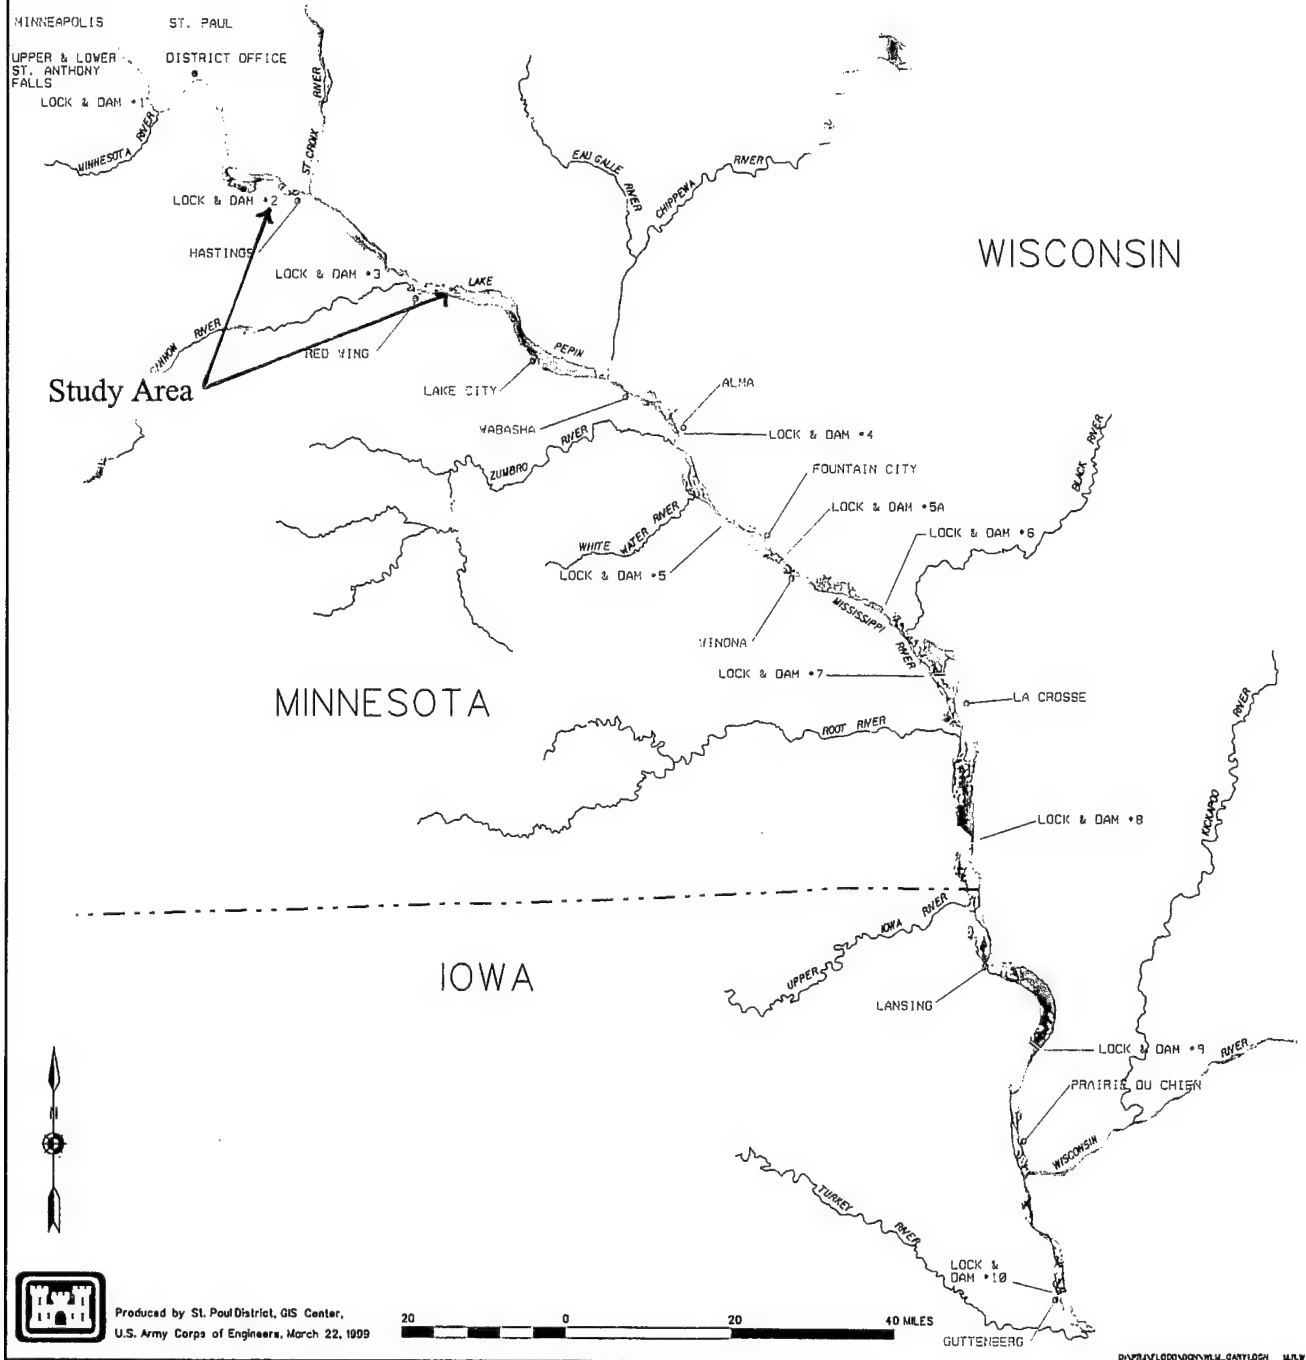 MINNEAPOLIS
ST. PAUL
UPPER & LOWER
ST. ANTHONY
FALLS
DISTRICT OFFICE
LOCK & DAM #1
MINNESOTA RIVER
ST. CROIX RIVER
LOCK & DAM #2
HASTINGS
LOCK & DAM #3
EAU GALLE RIVER
CHIPPEWA RIVER
WISCONSIN
LAKE PEPIN
RIVER
RED WING
Study Area
LAKE CITY
WABASHA
ALMA
LOCK & DAM #4
ZUMBRO RIVER
FOUNTAIN CITY
BLACK RIVER
LOCK & DAM #5A
WHITE WATER RIVER
LOCK & DAM #6
LOCK & DAM #5
MISSISSIPPI RIVER
WINONA
LOCK & DAM #7
MINNESOTA
LA CROSSE
ROOT RIVER
KICKAPOO RIVER
LOCK & DAM #8
UPPER IOWA RIVER
IOWA
LANSING
LOCK & DAM #9
PRAIRIE DU CHIEN
WISCONSIN RIVER
N
TURKEY RIVER
LOCK &
DAM #10
GUTTENBERG
Produced by St. Paul District, GIS Center,
U.S. Army Corps of Engineers, March 22, 1999
20 0 20 40 MILES